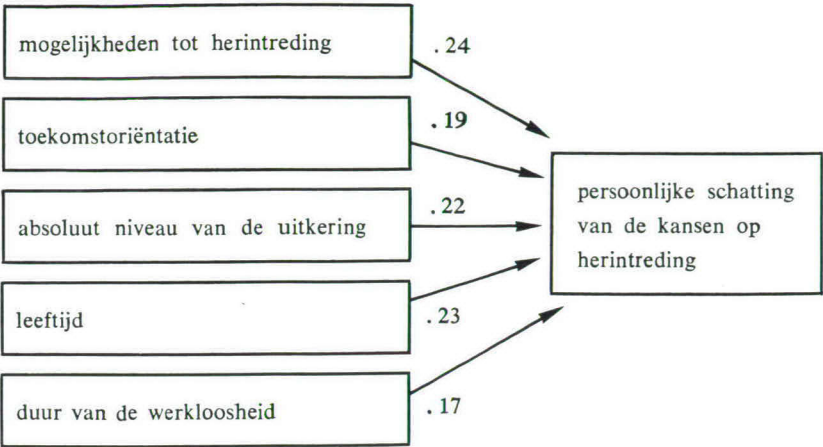 mogelijkheden tot herintreding
.24
toekomstoriëntatie
.19
absoluut niveau van de uitkering
.22
leeftijd
.23
duur van de werkloosheid
.17
persoonlijke schatting
van de kansen op
herintreding